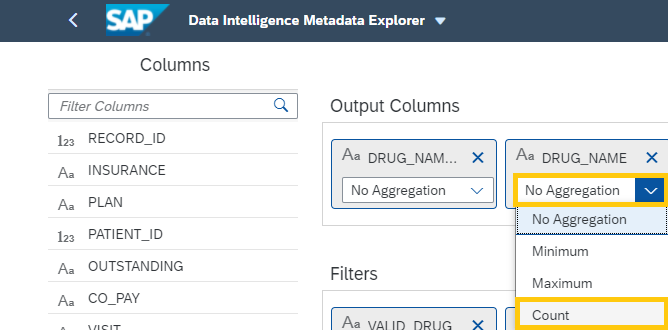 SAP Data Intelligence Metadata Explorer
Columns
Filter Columns
123 RECORD_ID
Aa INSURANCE
Aa PLAN
123 PATIENT_ID
Aa OUTSTANDING
Aa CO_PAY
Aa VISIT
Output Columns
Aa DRUG_NAM... Aa DRUG_NAME
No Aggregation No Aggregation
No Aggregation
Minimum
Maximum
Count
Filters
Aa VALID_DRUG